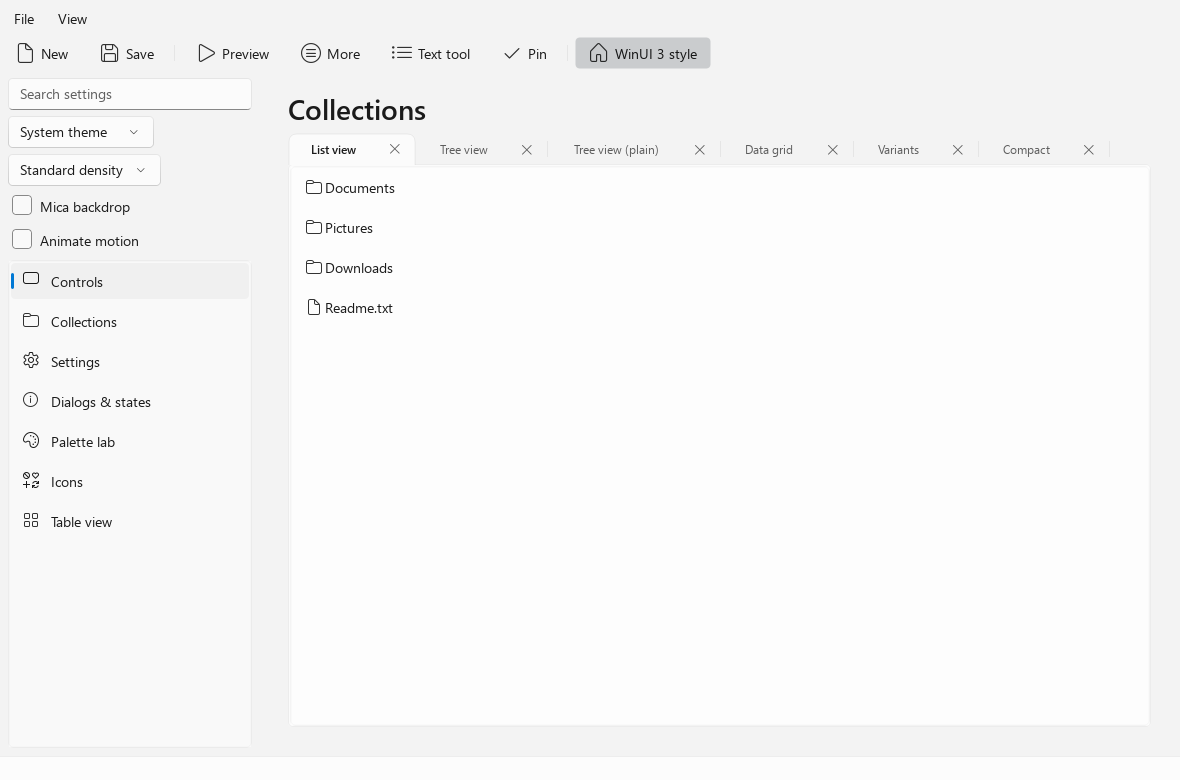 File View
New Save Preview More Text tool Pin WinUI 3 style
Search settings
System theme
Standard density
Mica backdrop
Animate motion
Controls
Collections
Settings
Dialogs & states
Palette lab
Icons
Table view
Collections
List view Tree view Tree view (plain) Data grid Variants Compact
Documents
Pictures
Downloads
Readme.txt